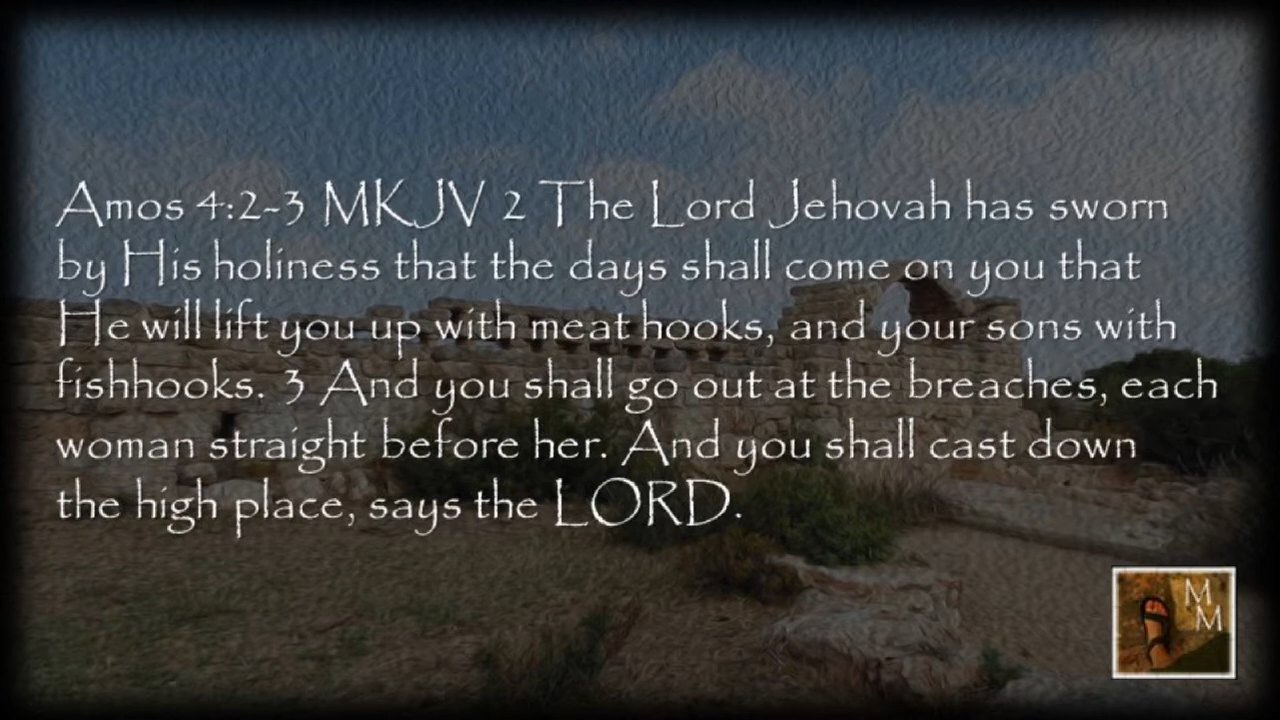 Amos 4:2-3 MKJV 2 The Lord Jehovah has sworn
by His holiness that the days shall come on you that
He will lift you up with meat hooks, and your sons with
fishhooks. 3 And you shall go out at the breaches, each
woman straight before her. And you shall cast down
the high place, says the LORD.
M
M